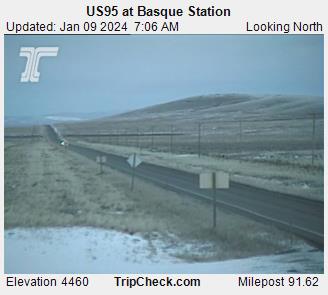 US95 at Basque Station
Updated: Jan 09 2024 7:06 AM Looking North
Elevation 4460 TripCheck.com Milepost 91.62